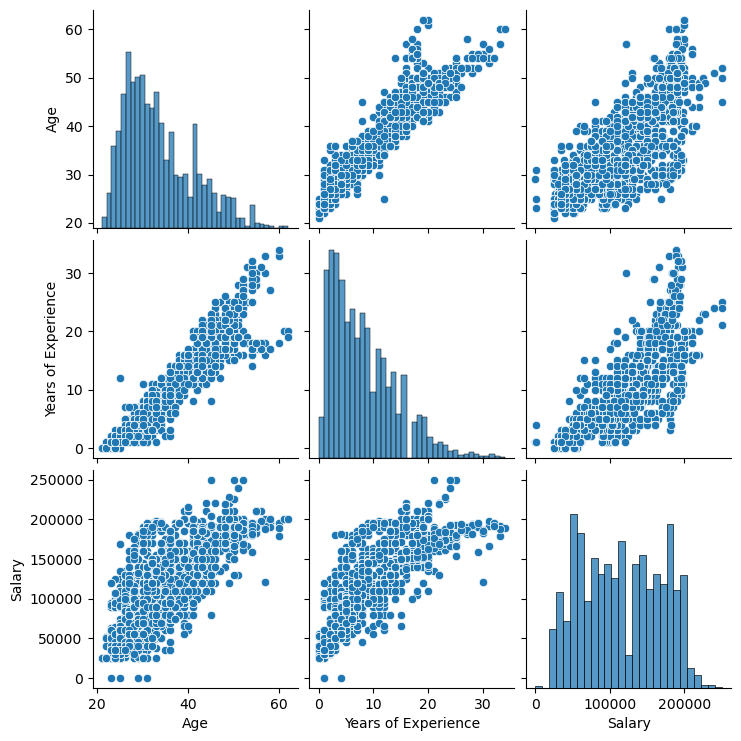 60
50
40
30
20
Age
30
20
10
0
Years of Experience
250000
200000
150000
100000
50000
0
Salary
20 40 60
Age
0 10 20 30
Years of Experience
0 100000 200000
Salary